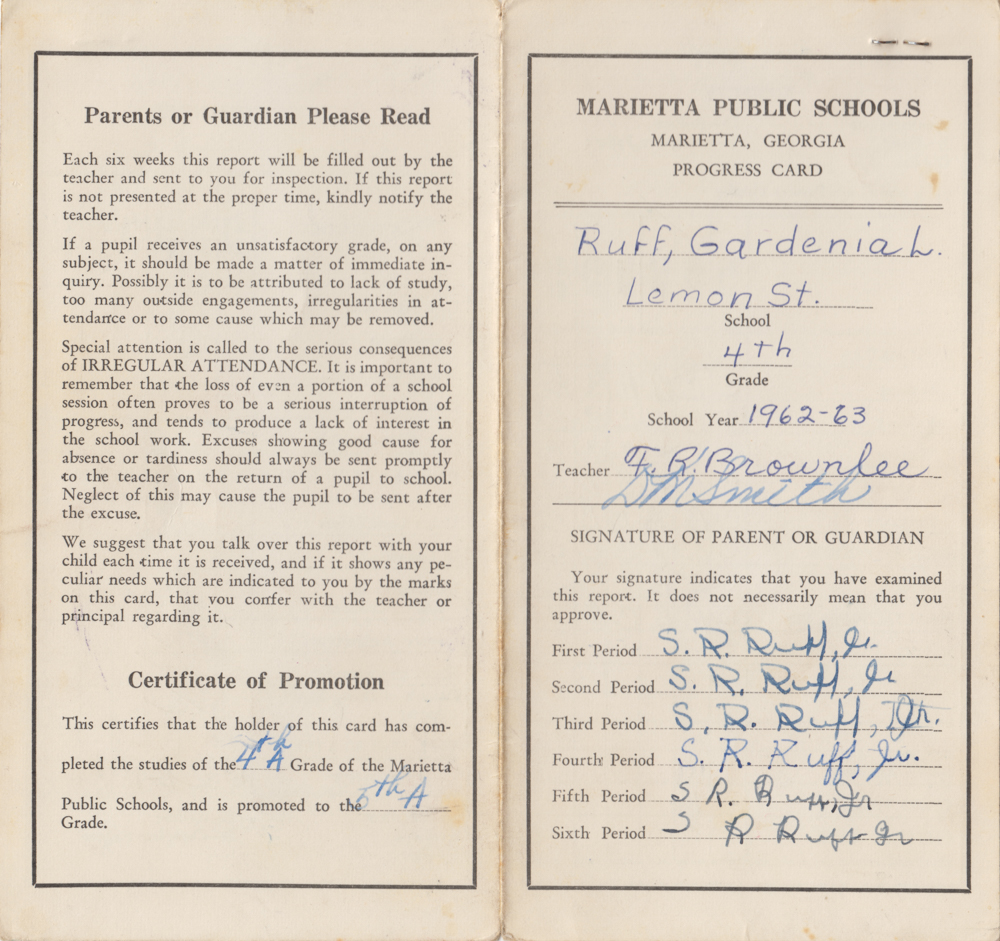 Parents or Guardian Please Read
Each six weeks this report will be filled out by the
teacher and sent to you for inspection. If this report
is not presented at the proper time, kindly notify the
teacher.
If a pupil receives an unsatisfactory grade, on any
subject, it should be made a matter of immediate in-
quiry. Possibly it is to be attributed to lack of study,
too many outside engagements, irregularities in at-
tendance or to some cause which may be removed.
Special attention is called to the serious consequences
of IRREGULAR ATTENDANCE. It is important to
remember that the loss of even a portion of a school
session often proves to be a serious interruption of
progress, and tends to produce a lack of interest in
the school work. Excuses showing good cause for
absence or tardiness should always be sent promptly
to the teacher on the return of a pupil to school.
Neglect of this may cause the pupil to be sent after
the excuse.
We suggest that you talk over this report with your
child each time it is received, and if it shows any pe-
culiar needs which are indicated to you by the marks
on this card, that you confer with the teacher or
principal regarding it.
Certificate of Promotion
This certifies that the holder of this card has com-
pleted the studies of the 4th A Grade of the Marietta
Public Schools, and is promoted to the 5th A
Grade.
MARIETTA PUBLIC SCHOOLS
MARIETTA, GEORGIA
PROGRESS CARD
Ruff, Gardenia L.
Lemon St.
School
4th
Grade
School Year 1962-63
Teacher F. R. Brownlee
DM Smith
SIGNATURE OF PARENT OR GUARDIAN
Your signature indicates that you have examined
this report. It does not necessarily mean that you
approve.
First Period S. R. Ruff, Jr.
Second Period S. R. Ruff, Jr
Third Period S. R. Ruff, Jr.
Fourth Period S. R. Ruff, Jr.
Fifth Period S R. Ruff, Jr
Sixth Period S R Ruff Jr